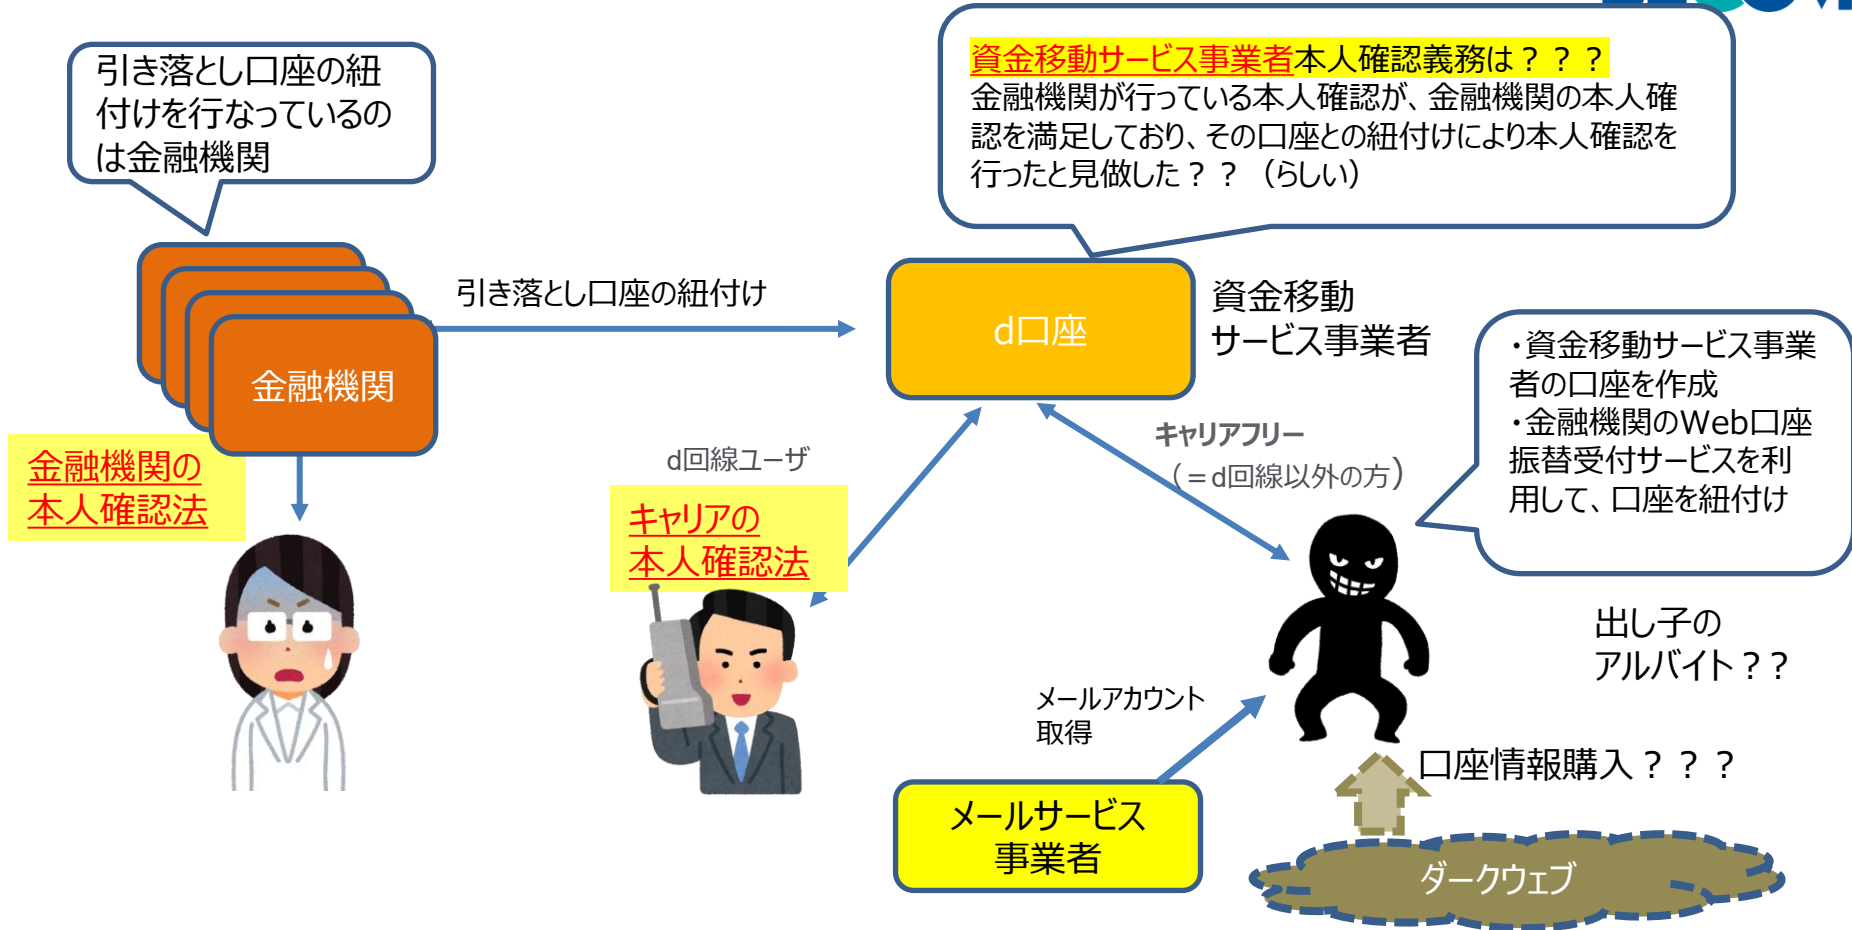 引き落とし口座の紐
付けを行なっているの
は金融機関
資金移動サービス事業者本人確認義務は？？？
金融機関が行っている本人確認が、金融機関の本人確
認を満足しており、その口座との紐付けにより本人確認を
行ったと見做した？？（らしい）
引き落とし口座の紐付け
d口座
資金移動
サービス事業者
金融機関
・資金移動サービス事業
者の口座を作成
・金融機関のWeb口座
振替受付サービスを利
用して、口座を紐付け
金融機関の
本人確認法
d回線ユーザ
キャリアの
本人確認法
キャリアフリー
（＝d回線以外の方）
出し子の
アルバイト？？
メールアカウント
取得
口座情報購入？？？
メールサービス
事業者
ダークウェブ